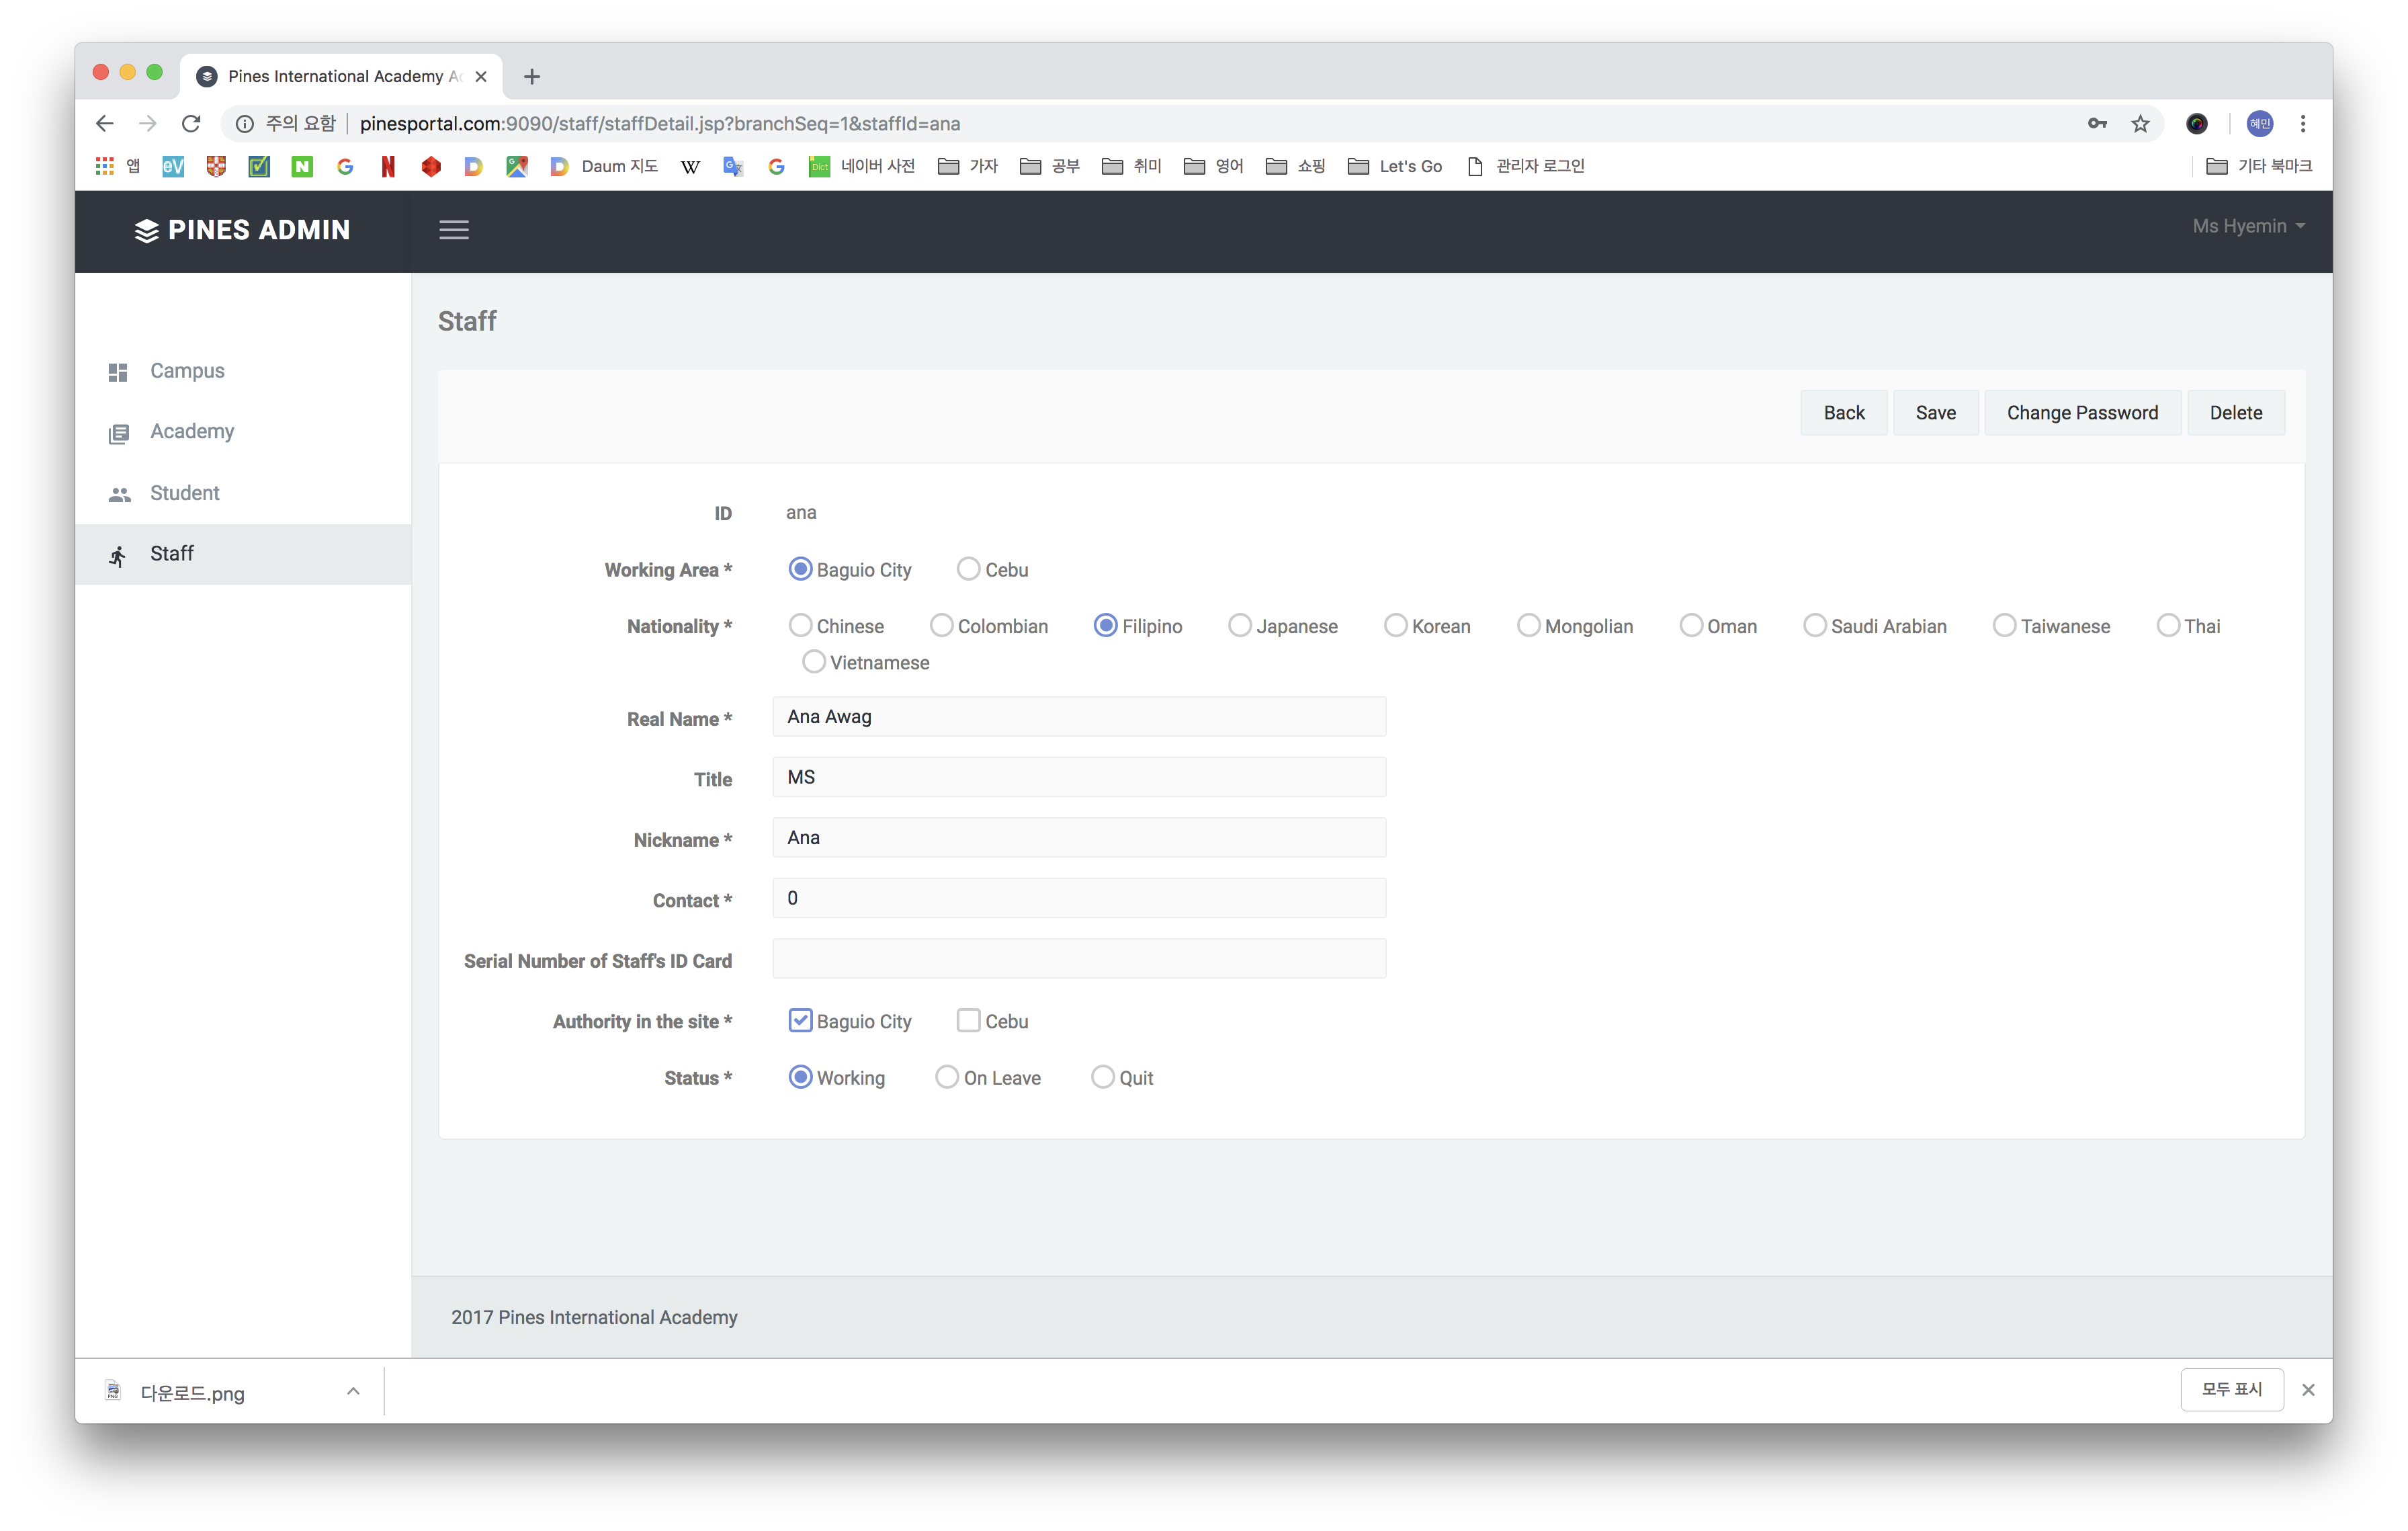 Pines International Academy
주의 요함 pinesportal.com:9090/staff/staffDetail.jsp?branchSeq=1&staffId=ana 혜민
앱 eV N G N D G D Daum 지도 W G G Dict 네이버 사전 가자 공부 취미 영어 쇼핑 Let's Go 관리자 로그인 기타 북마크
PINES ADMIN Ms Hyemin
Staff
Campus
Academy
Student
Staff
Back Save Change Password Delete
ID ana
Working Area * Baguio City Cebu
Nationality * Chinese Colombian Filipino Japanese Korean Mongolian Oman Saudi Arabian Taiwanese Thai
Vietnamese
Real Name * Ana Awag
Title MS
Nickname * Ana
Contact * 0
Serial Number of Staff's ID Card
Authority in the site * Baguio City Cebu
Status * Working On Leave Quit
2017 Pines International Academy
다운로드.png 모두 표시